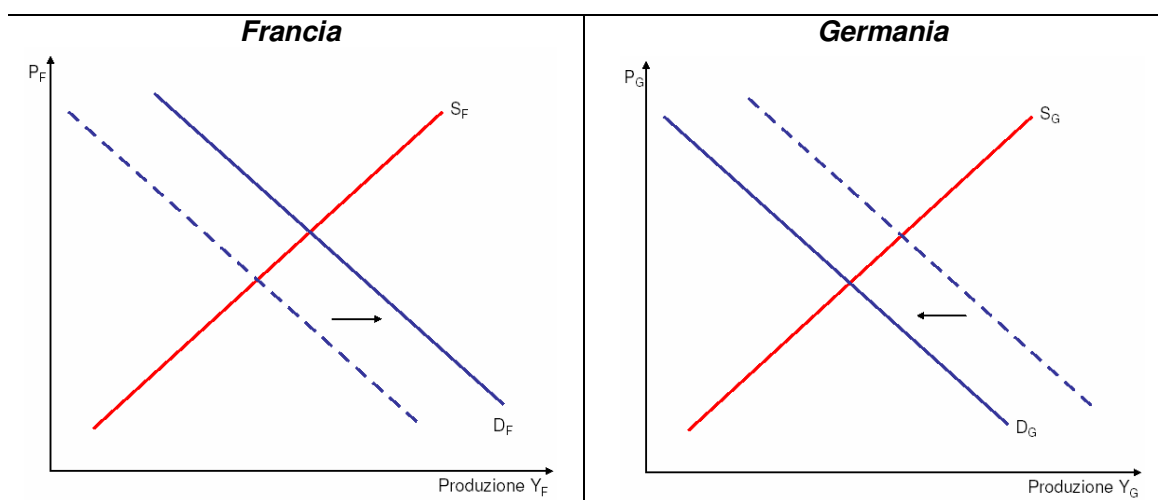 Francia
P_F
S_F
D_F
Produzione Y_F
Germania
P_G
S_G
D_G
Produzione Y_G